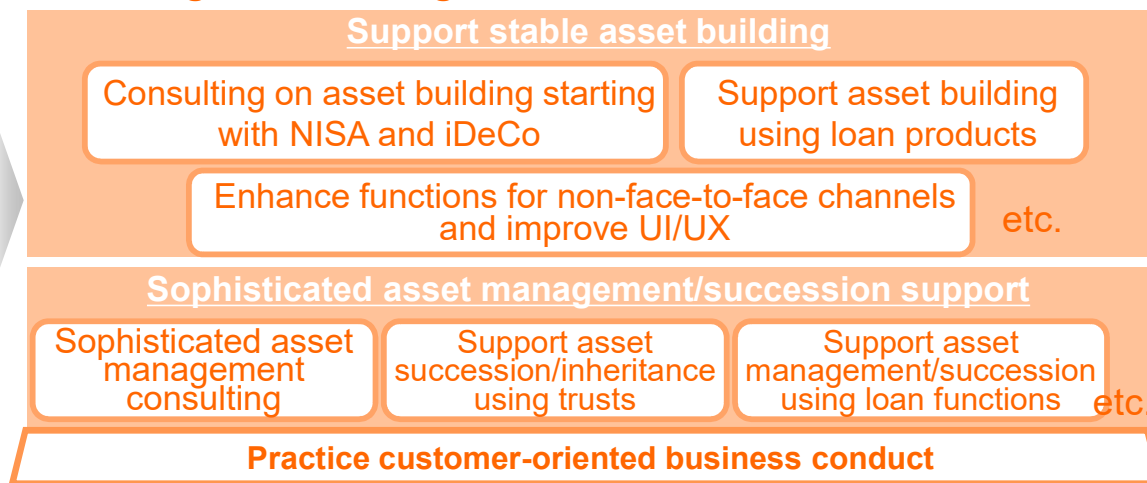 Support stable asset building
Consulting on asset building starting
with NISA and iDeCo
Support asset building
using loan products
Enhance functions for non-face-to-face channels
and improve UI/UX
etc.
Sophisticated asset management/succession support
Sophisticated asset
management
consulting
Support asset
succession/inheritance
using trusts
Support asset
management/succession
using loan functions
etc.
Practice customer-oriented business conduct